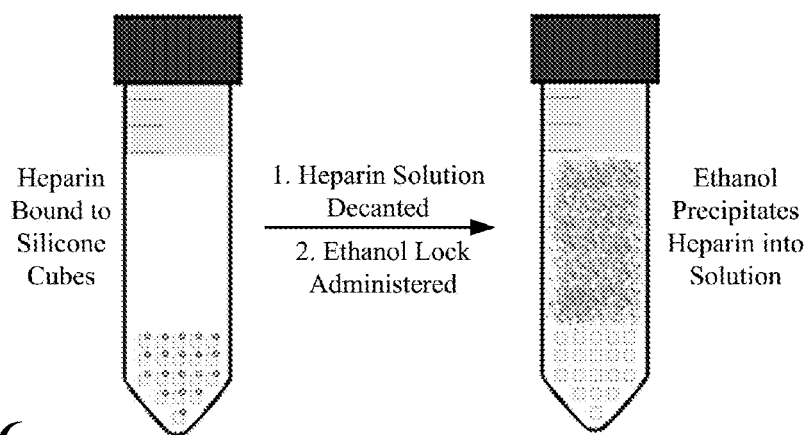 Heparin
Bound to
Silicone
Cubes
1. Heparin Solution
Decanted
2. Ethanol Lock
Administered
Ethanol
Precipitates
Heparin into
Solution